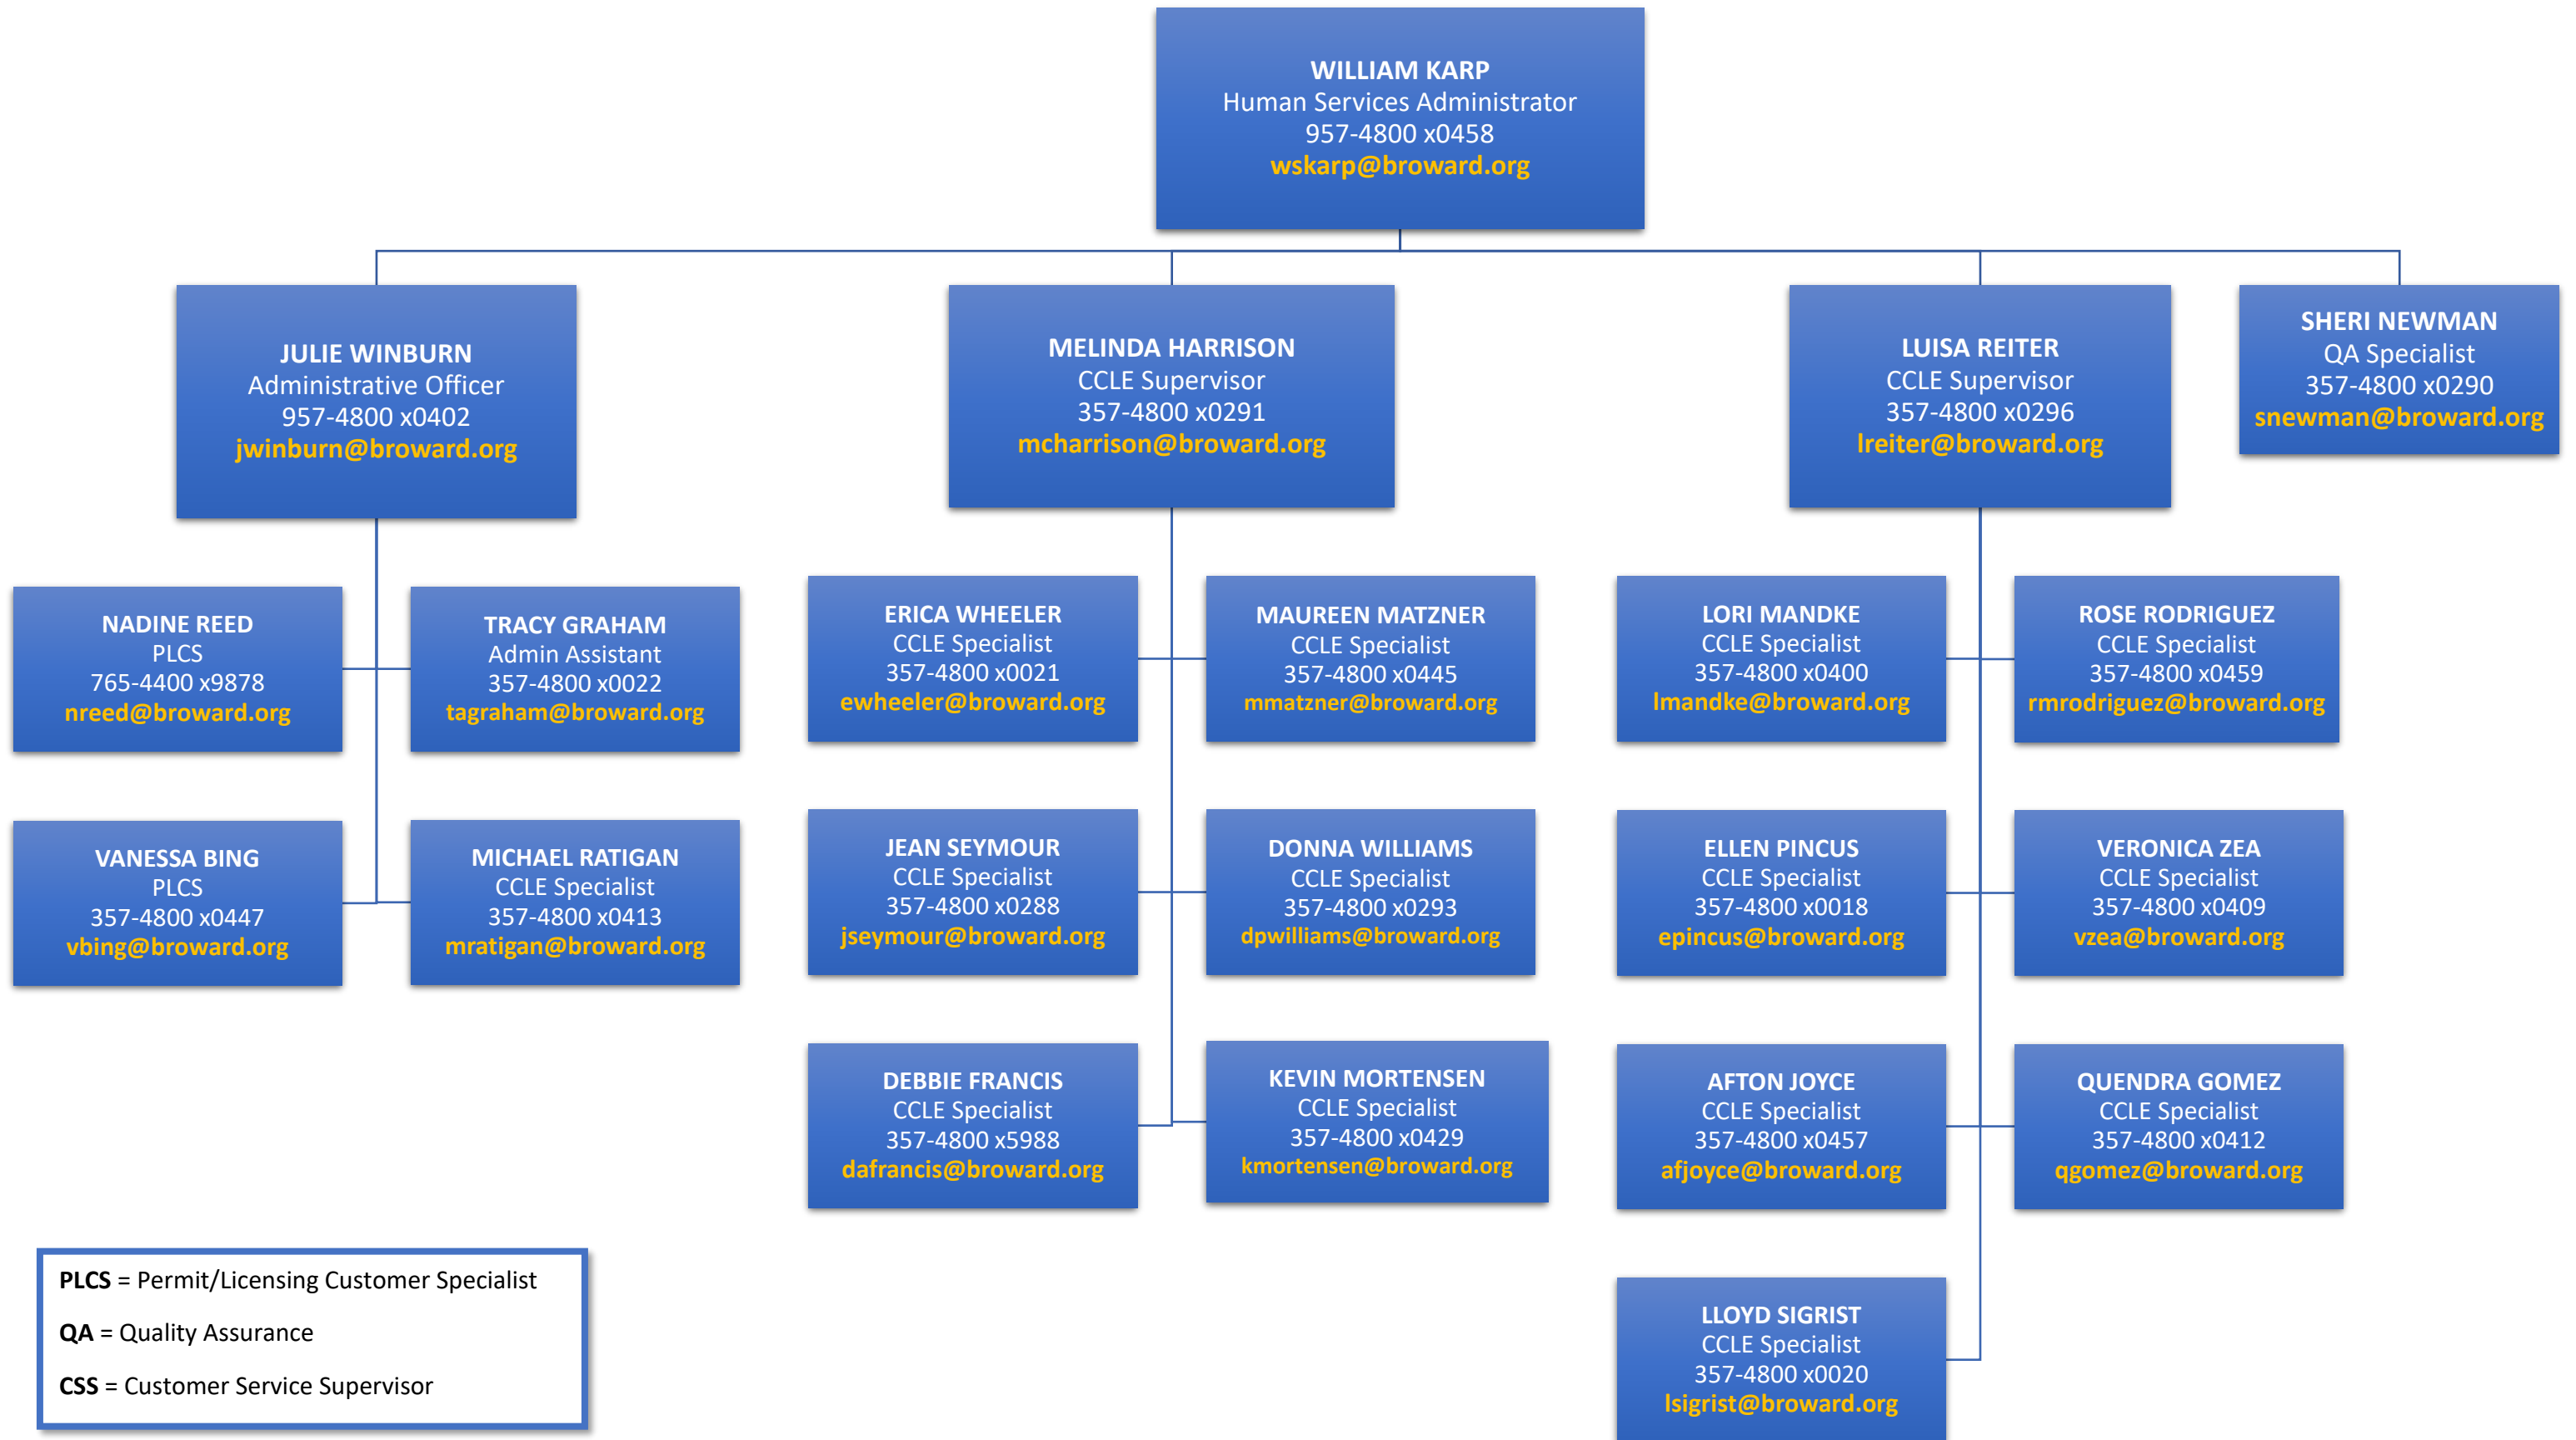 WILLIAM KARP
Human Services Administrator
957-4800 x0458
wskarp@broward.org
JULIE WINBURN
Administrative Officer
957-4800 x0402
jwinburn@broward.org
MELINDA HARRISON
CCLE Supervisor
357-4800 x0291
mcharrison@broward.org
LUISA REITER
CCLE Supervisor
357-4800 x0296
lreiter@broward.org
SHERI NEWMAN
QA Specialist
357-4800 x0290
snewman@broward.org
NADINE REED
PLCS
765-4400 x9878
nreed@broward.org
TRACY GRAHAM
Admin Assistant
357-4800 x0022
tagraham@broward.org
VANESSA BING
PLCS
357-4800 x0447
vbing@broward.org
MICHAEL RATIGAN
CCLE Specialist
357-4800 x0413
mratigan@broward.org
ERICA WHEELER
CCLE Specialist
357-4800 x0021
ewheeler@broward.org
MAUREEN MATZNER
CCLE Specialist
357-4800 x0445
mmatzner@broward.org
JEAN SEYMOUR
CCLE Specialist
357-4800 x0288
jseymour@broward.org
DONNA WILLIAMS
CCLE Specialist
357-4800 x0293
dpwilliams@broward.org
DEBBIE FRANCIS
CCLE Specialist
357-4800 x5988
dafrancis@broward.org
KEVIN MORTENSEN
CCLE Specialist
357-4800 x0429
kmortensen@broward.org
LORI MANDKE
CCLE Specialist
357-4800 x0400
lmandke@broward.org
ROSE RODRIGUEZ
CCLE Specialist
357-4800 x0459
rmrodriguez@broward.org
ELLEN PINCUS
CCLE Specialist
357-4800 x0018
epincus@broward.org
VERONICA ZEA
CCLE Specialist
357-4800 x0409
vzea@broward.org
AFTON JOYCE
CCLE Specialist
357-4800 x0457
afjoyce@broward.org
QUENDRA GOMEZ
CCLE Specialist
357-4800 x0412
qgomez@broward.org
LLOYD SIGRIST
CCLE Specialist
357-4800 x0020
lsigrist@broward.org
PLCS = Permit/Licensing Customer Specialist
QA = Quality Assurance
CSS = Customer Service Supervisor